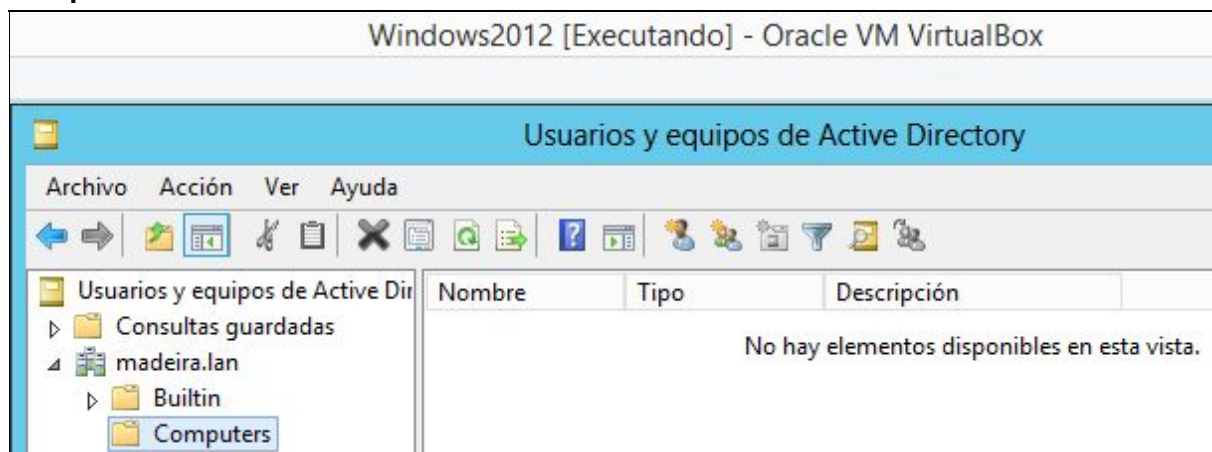 Windows2012 [Executando] - Oracle VM VirtualBox
Usuarios y equipos de Active Directory
Archivo Acción Ver Ayuda
Usuarios y equipos de Active Dir
Nombre Tipo Descripción
Consultas guardadas
No hay elementos disponibles en esta vista.
madeira.lan
Builtin
Computers